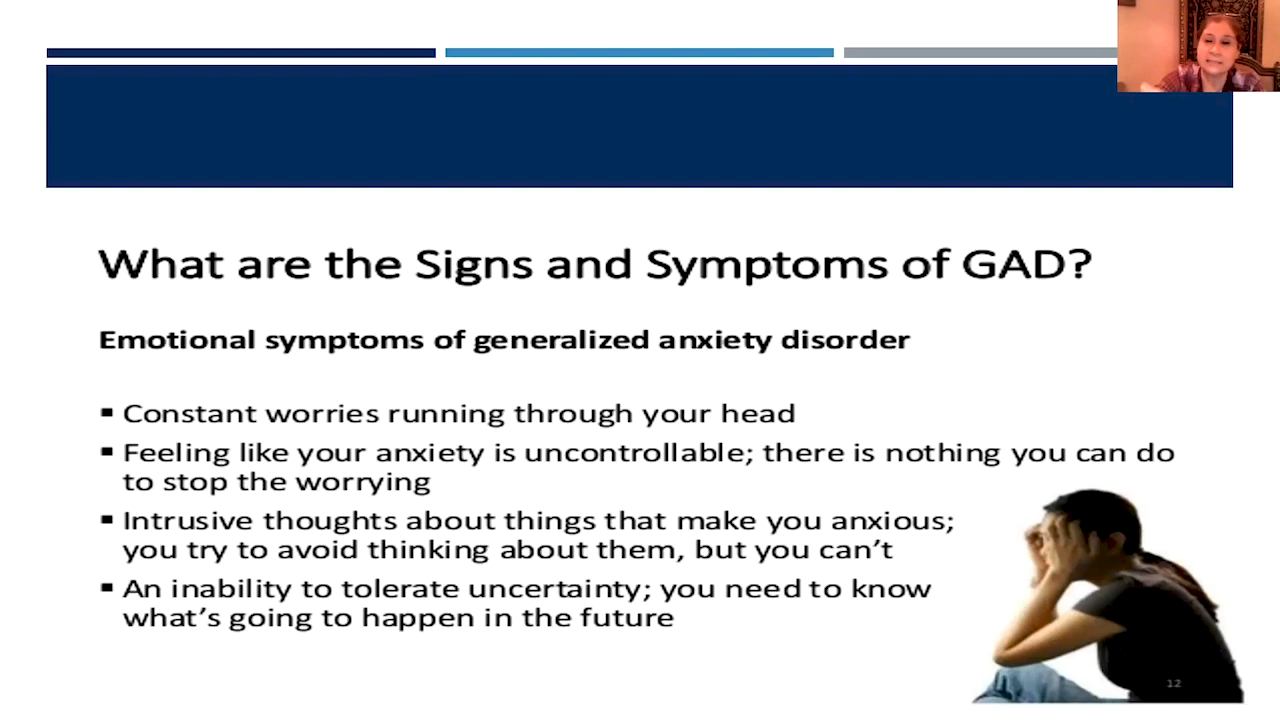 What are the Signs and Symptoms of GAD?
Emotional symptoms of generalized anxiety disorder
▪ Constant worries running through your head
▪ Feeling like your anxiety is uncontrollable; there is nothing you can do
to stop the worrying
▪ Intrusive thoughts about things that make you anxious;
you try to avoid thinking about them, but you can’t
▪ An inability to tolerate uncertainty; you need to know
what’s going to happen in the future
12